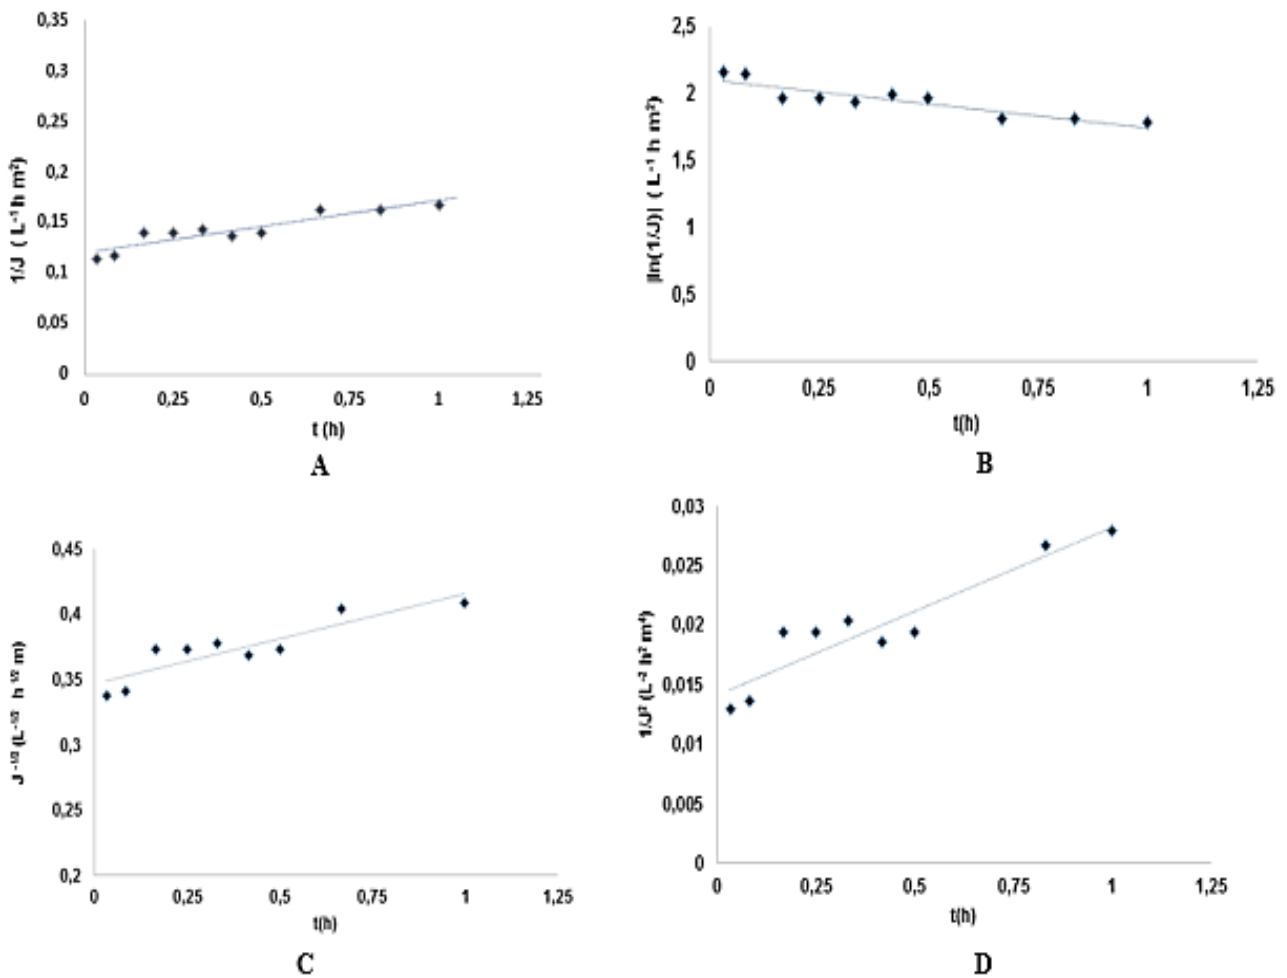 0,35
0,3
0,25
0,2
0,15
0,1
0,05
0
1/J ( L⁻¹ h m²)
0 0,25 0,5 0,75 1 1,25
t (h)
A
2,5
2
1,5
1
0,5
0
|ln(1/J)| ( L⁻¹ h m²)
0 0,25 0,5 0,75 1 1,25
t(h)
B
0,45
0,4
0,35
0,3
0,25
0,2
J⁻¹ᐟ² (L⁻¹ᐟ² h¹ᐟ² m)
0 0,25 0,5 0,75 1 1,25
t(h)
C
0,03
0,025
0,02
0,015
0,01
0,005
0
1/J² (L⁻² h² m⁴)
0 0,25 0,5 0,75 1 1,25
t(h)
D